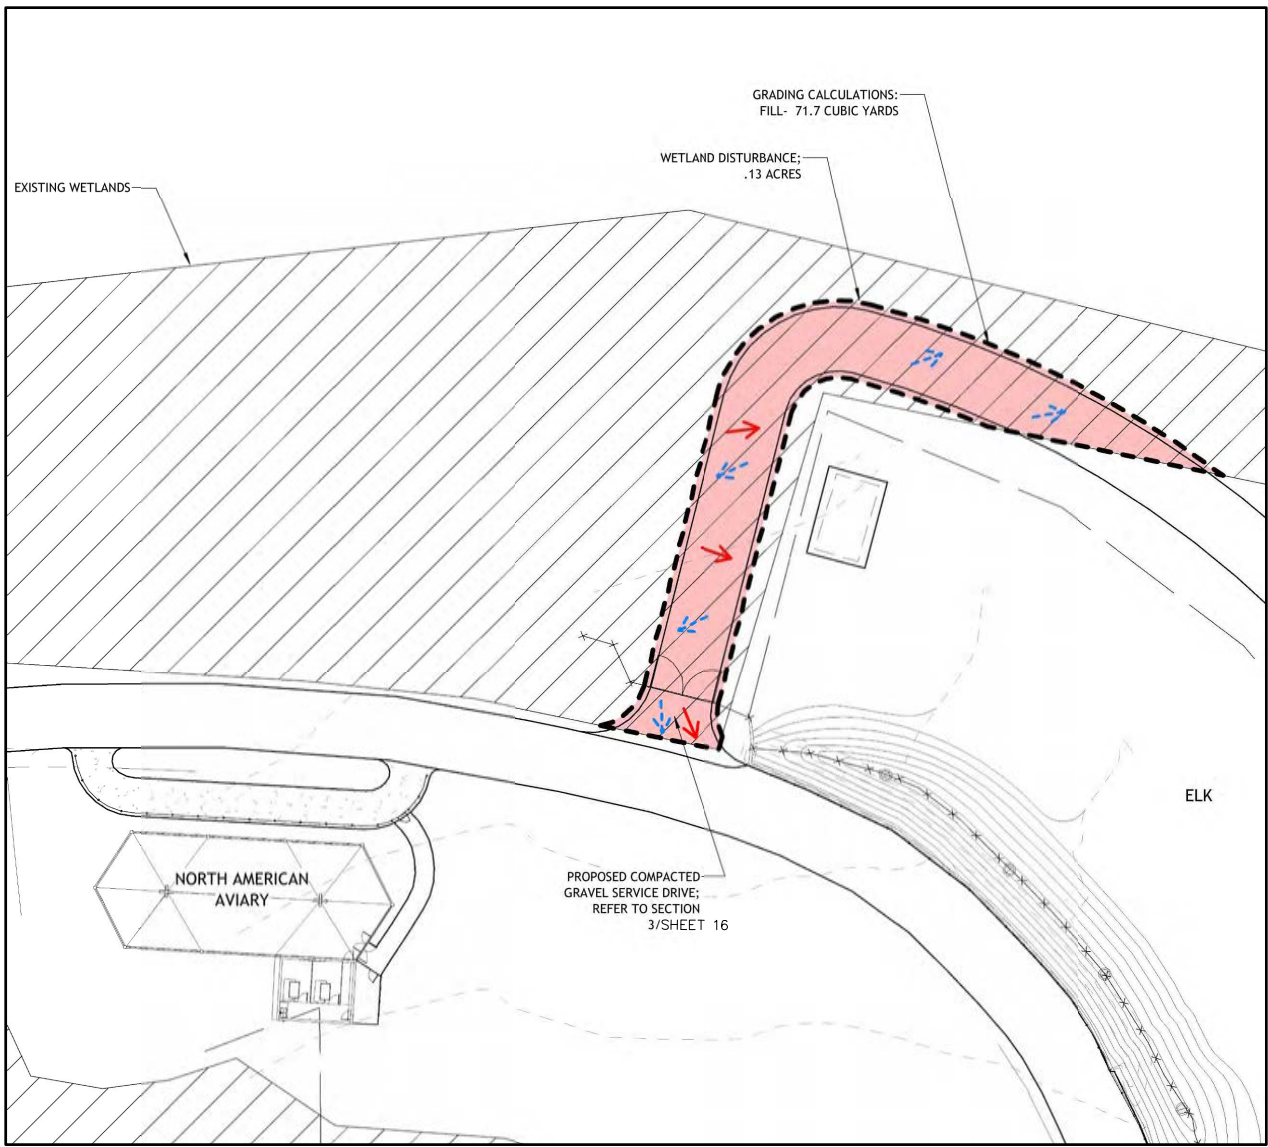 GRADING CALCULATIONS:
FILL- 71.7 CUBIC YARDS
WETLAND DISTURBANCE;
.13 ACRES
EXISTING WETLANDS
ELK
NORTH AMERICAN
AVIARY
PROPOSED COMPACTED
GRAVEL SERVICE DRIVE;
REFER TO SECTION
3/SHEET 16